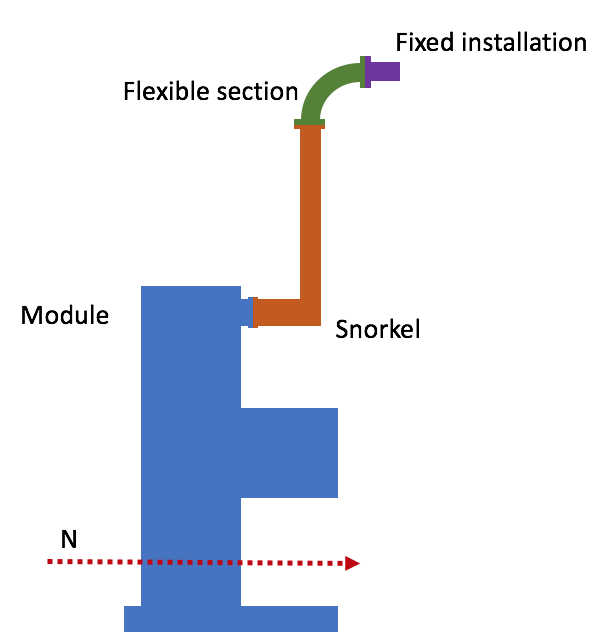 Fixed installation
Flexible section
Module
Snorkel
N